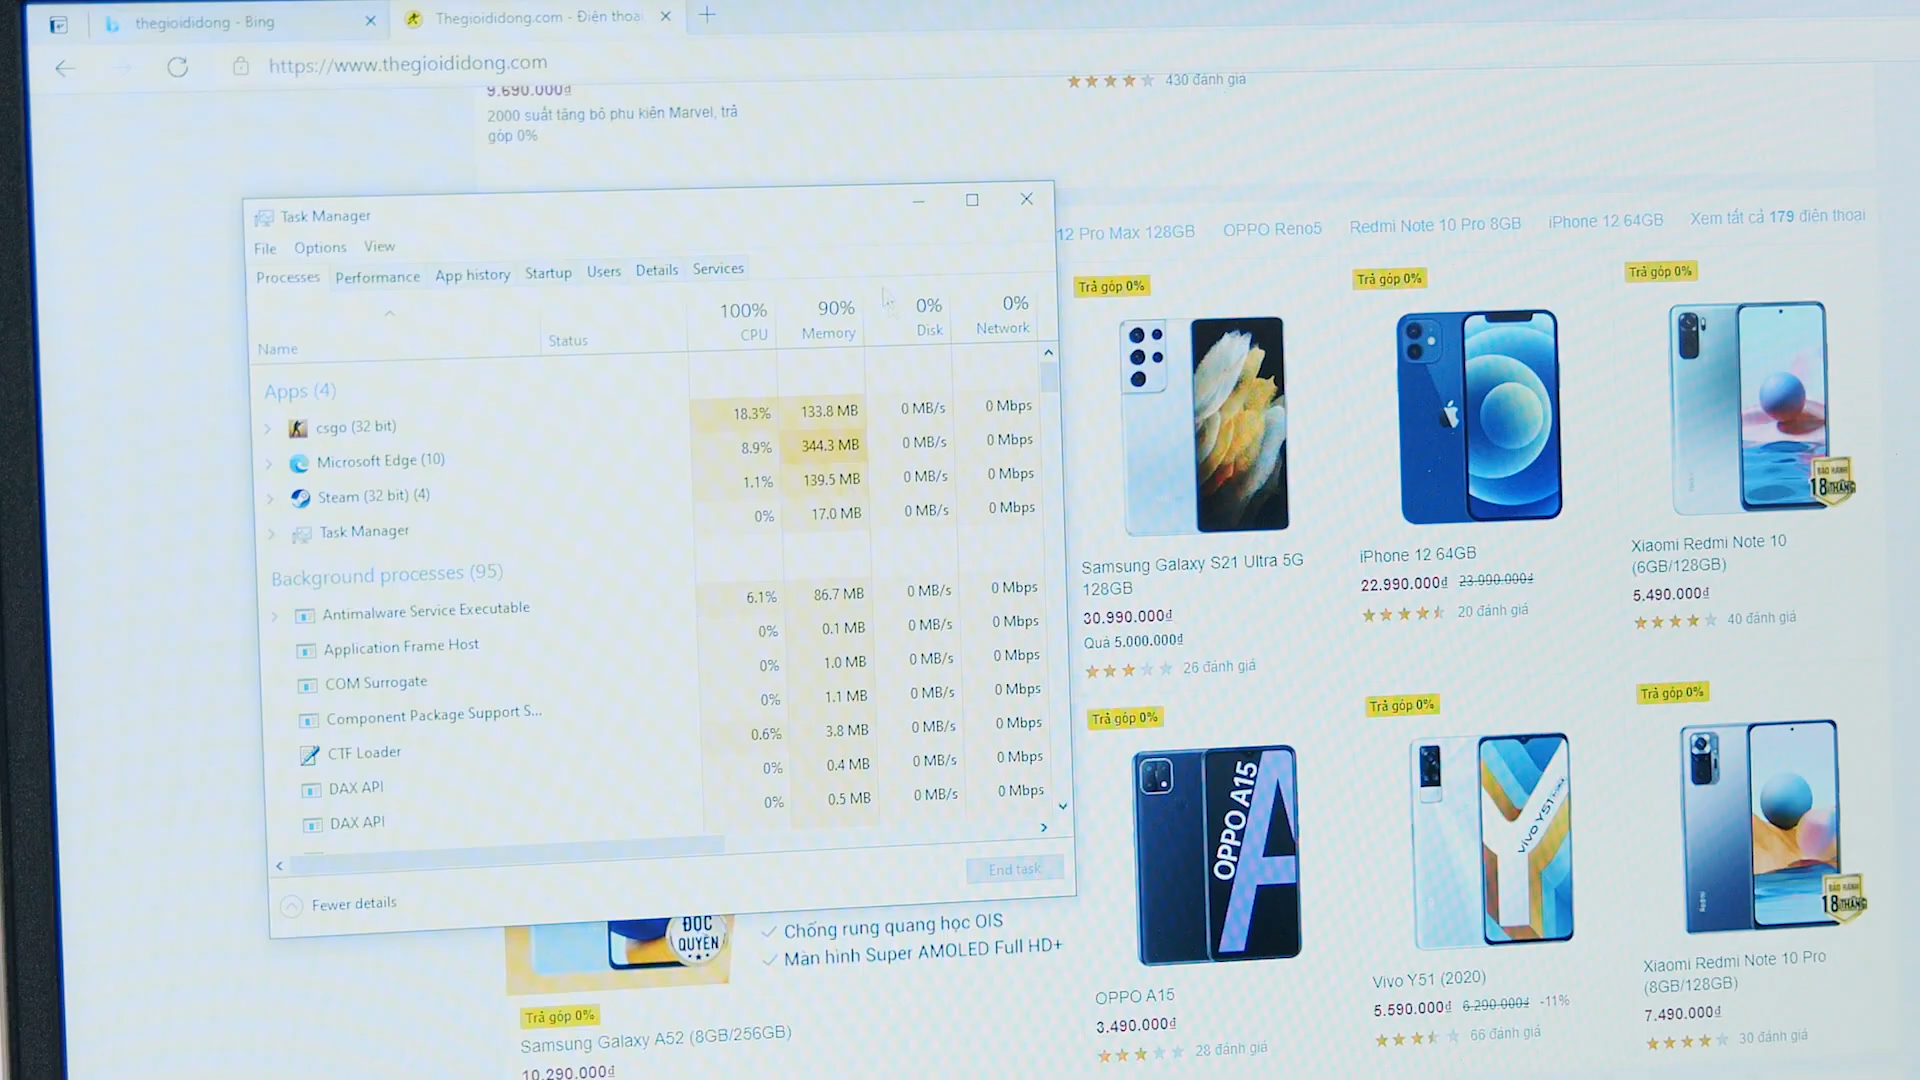 thegioididong - Bing
Thegioididong.com - Điện thoại
https://www.thegioididong.com
9.690.000₫
2000 suất tặng bộ phụ kiện Marvel, trả
góp 0%
430 đánh giá
Task Manager
File Options View
Processes Performance App history Startup Users Details Services
100% 90% 0% 0%
Name Status CPU Memory Disk Network
Apps (4)
csgo (32 bit) 18.3% 133.8 MB 0 MB/s 0 Mbps
Microsoft Edge (10) 8.9% 344.3 MB 0 MB/s 0 Mbps
Steam (32 bit) (4) 1.1% 139.5 MB 0 MB/s 0 Mbps
Task Manager 0% 17.0 MB 0 MB/s 0 Mbps
Background processes (95)
Antimalware Service Executable 6.1% 86.7 MB 0 MB/s 0 Mbps
Application Frame Host 0% 0.1 MB 0 MB/s 0 Mbps
COM Surrogate 0% 1.0 MB 0 MB/s 0 Mbps
Component Package Support S... 0% 1.1 MB 0 MB/s 0 Mbps
CTF Loader 0.6% 3.8 MB 0 MB/s 0 Mbps
DAX API 0% 0.4 MB 0 MB/s 0 Mbps
DAX API 0% 0.5 MB 0 MB/s 0 Mbps
Fewer details
End task
12 Pro Max 128GB OPPO Reno5 Redmi Note 10 Pro 8GB iPhone 12 64GB Xem tất cả 179 điện thoại
Trả góp 0%
Samsung Galaxy S21 Ultra 5G
128GB
30.990.000₫
Quà 5.000.000₫
26 đánh giá
Trả góp 0%
iPhone 12 64GB
22.990.000₫ 23.990.000₫
20 đánh giá
Trả góp 0%
BẢO HÀNH
18 THÁNG
Xiaomi Redmi Note 10
(6GB/128GB)
5.490.000₫
40 đánh giá
ĐỘC
QUYỀN
Chống rung quang học OIS
Màn hình Super AMOLED Full HD+
Trả góp 0%
Samsung Galaxy A52 (8GB/256GB)
10.290.000₫
Trả góp 0%
OPPO A15
OPPO A15
3.490.000₫
28 đánh giá
Trả góp 0%
vivo Y51
Vivo Y51 (2020)
5.590.000₫ 6.290.000₫ -11%
66 đánh giá
Trả góp 0%
Redmi
BẢO HÀNH
18 THÁNG
Xiaomi Redmi Note 10 Pro
(8GB/128GB)
7.490.000₫
30 đánh giá